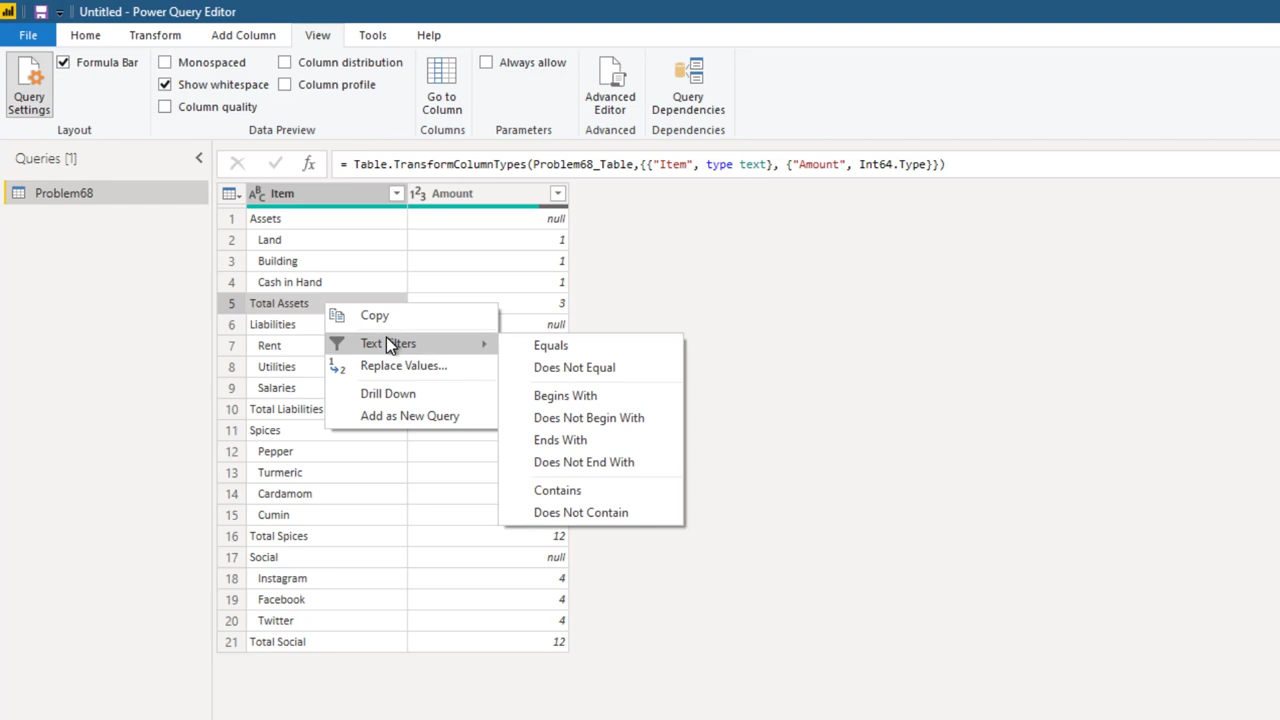 Untitled - Power Query Editor
File Home Transform Add Column View Tools Help
Query Settings
Formula Bar
Layout
Monospaced
Show whitespace
Column quality
Column distribution
Column profile
Data Preview
Go to Column
Columns
Always allow
Parameters
Advanced Editor
Advanced
Query Dependencies
Dependencies
Queries [1]
Problem68
fx = Table.TransformColumnTypes(Problem68_Table,{{"Item", type text}, {"Amount", Int64.Type}})
ABC Item 123 Amount
1 Assets null
2 Land 1
3 Building 1
4 Cash in Hand 1
5 Total Assets 3
6 Liabilities null
7 Rent
8 Utilities
9 Salaries
10 Total Liabilities
11 Spices
12 Pepper
13 Turmeric
14 Cardamom
15 Cumin
16 Total Spices 12
17 Social null
18 Instagram 4
19 Facebook 4
20 Twitter 4
21 Total Social 12
Copy
Text Filters
Replace Values...
Drill Down
Add as New Query
Equals
Does Not Equal
Begins With
Does Not Begin With
Ends With
Does Not End With
Contains
Does Not Contain